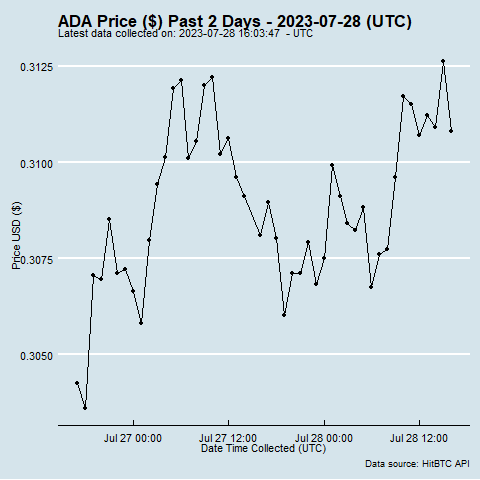 ADA Price ($) Past 2 Days - 2023-07-28 (UTC)
Latest data collected on: 2023-07-28 16:03:47 - UTC
0.3125
0.3100
0.3075
0.3050
Price USD ($)
Jul 27 00:00 Jul 27 12:00 Jul 28 00:00 Jul 28 12:00
Date Time Collected (UTC)
Data source: HitBTC API